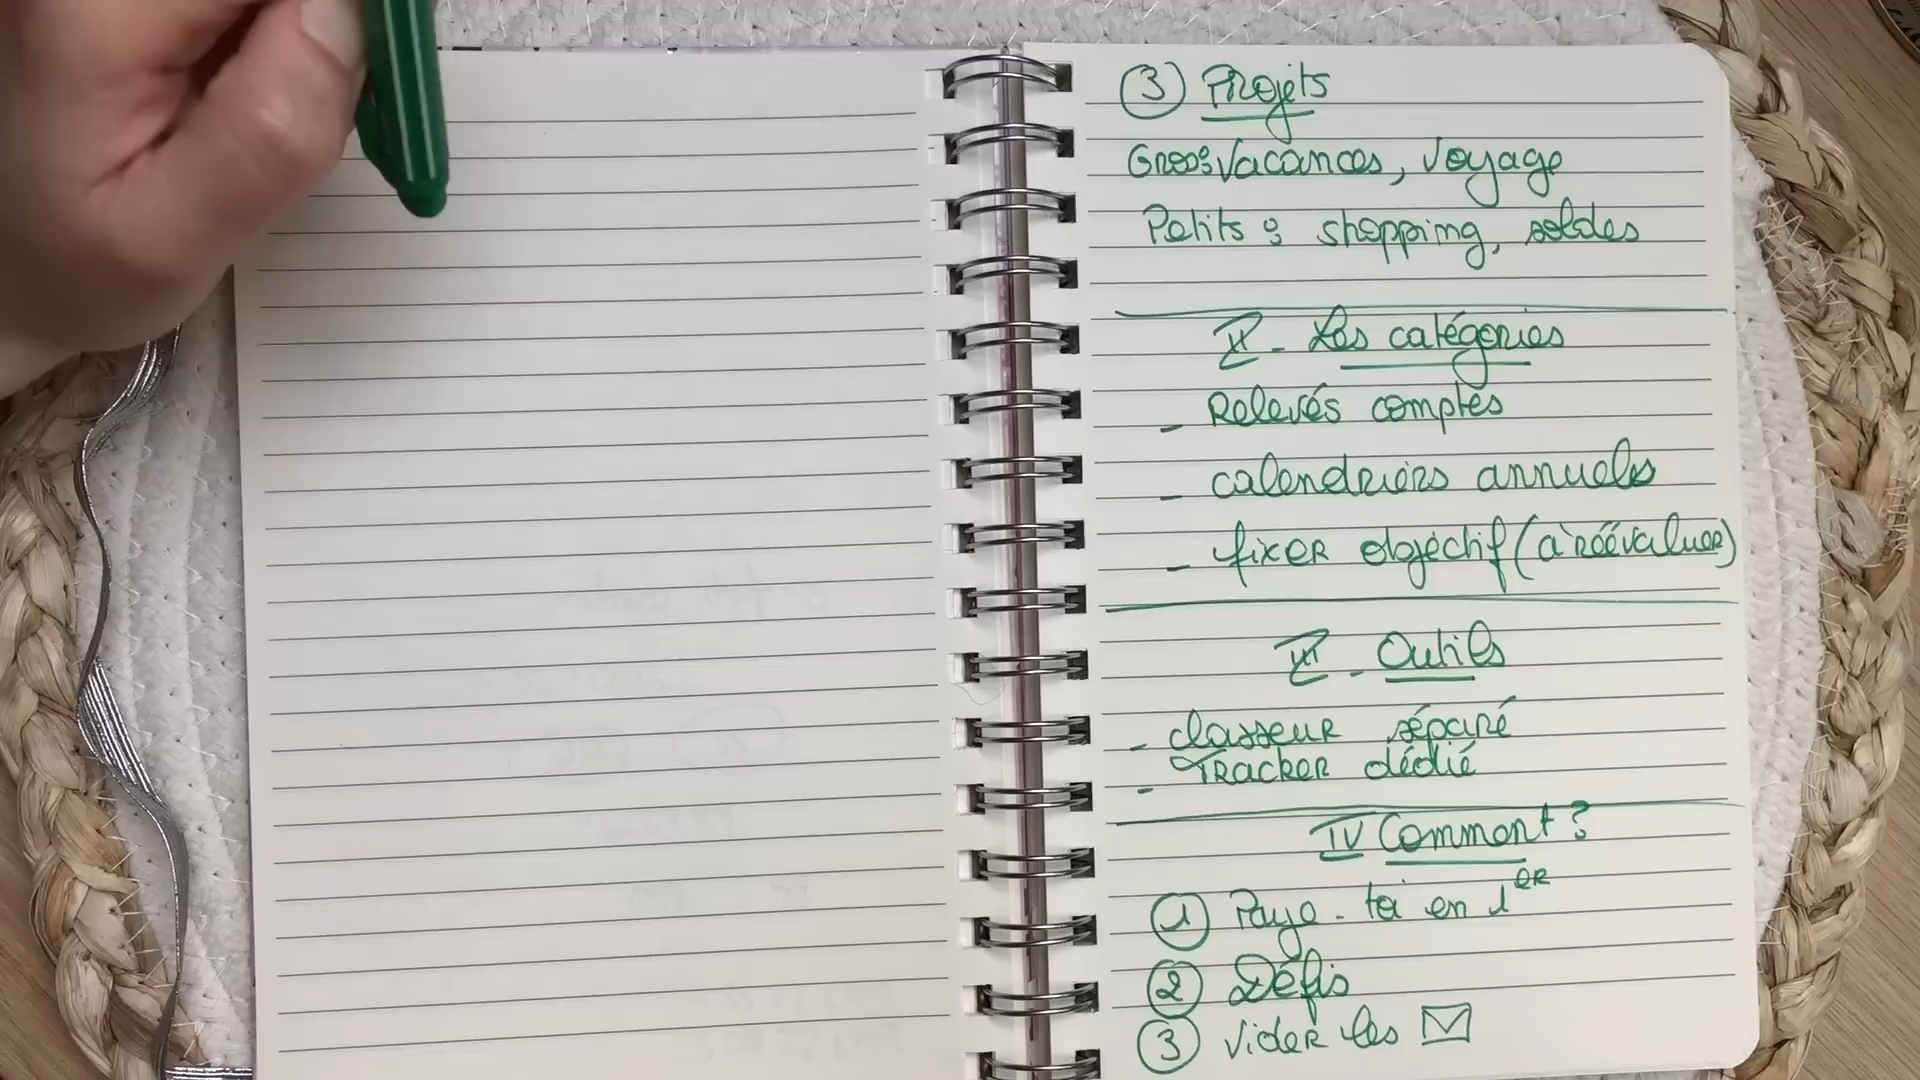 3 Projets
Gros: Vacances, Voyage
Petits : shopping, soldes
II - Les catégories
- Relevés comptes
- calendriers annuels
- fixer objéctif (à réévaluer)
III - Outils
- classeur séparé
- Tracker dédié
IV Comment ?
1 Paye-toi en 1er
2 Défis
3 Vider les